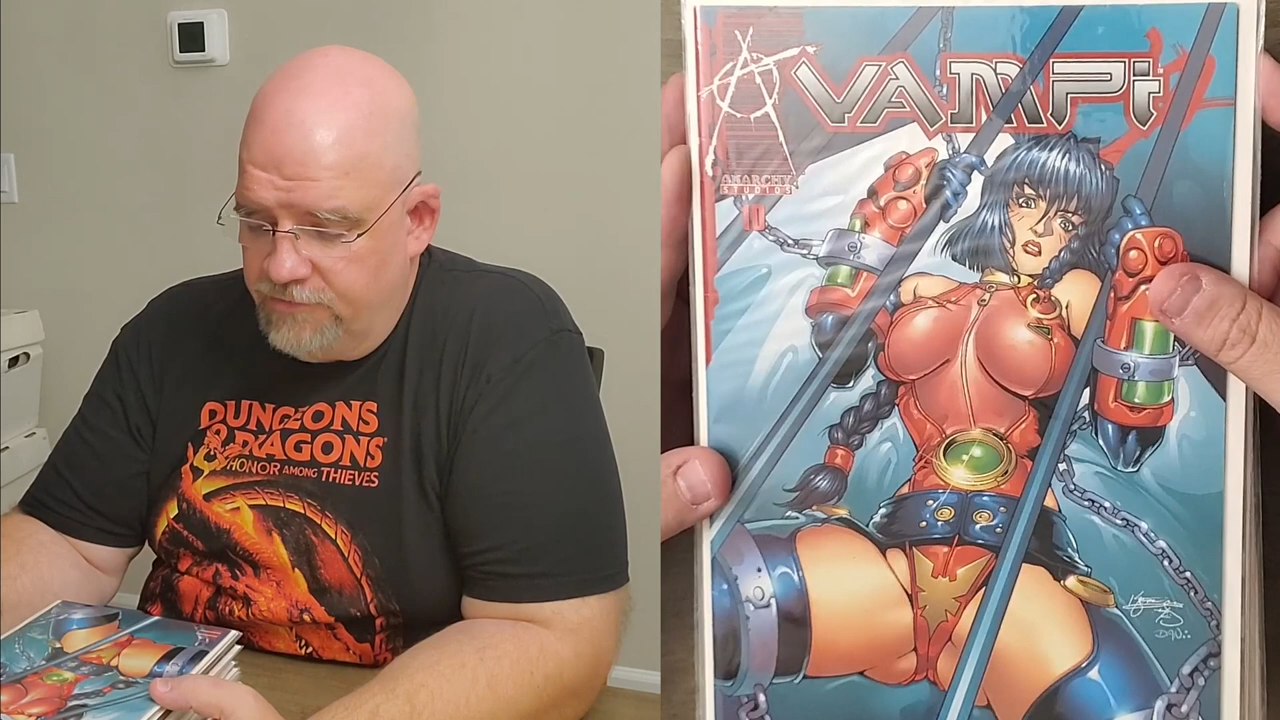 DUNGEONS
& DRAGONS
HONOR AMONG THIEVES
VAMPi
ANARCHY
STUDIOS
10